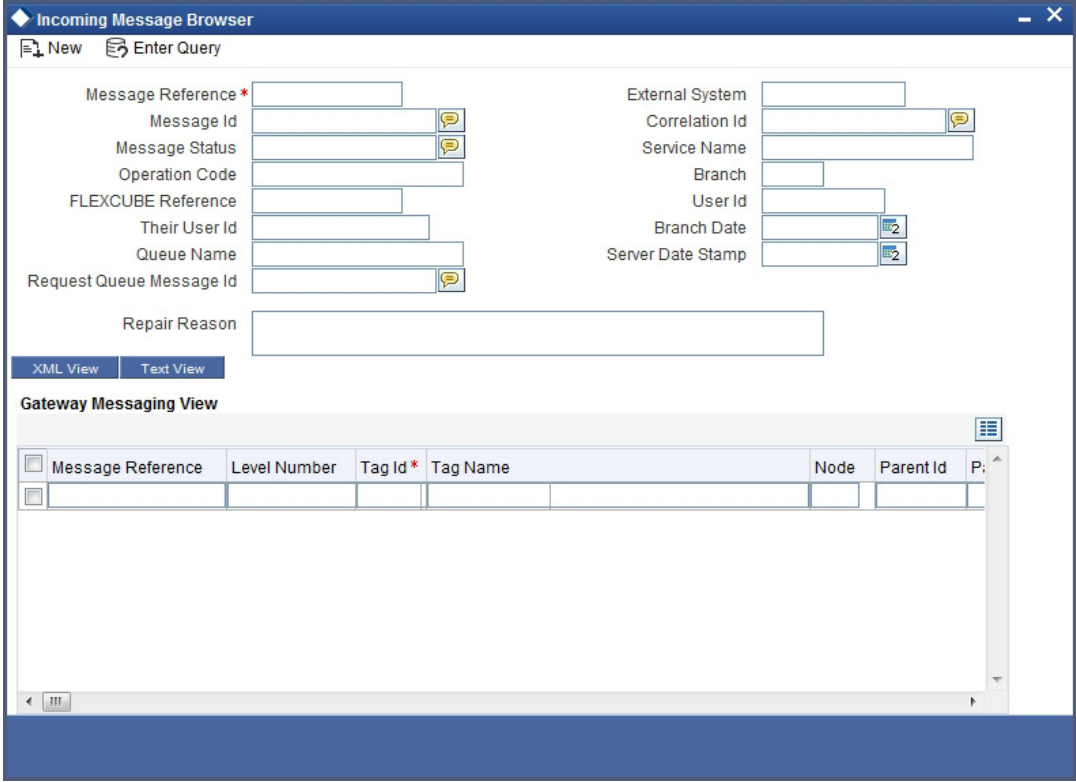 Incoming Message Browser
New Enter Query
Message Reference * External System
Message Id Correlation Id
Message Status Service Name
Operation Code Branch
FLEXCUBE Reference User Id
Their User Id Branch Date
Queue Name Server Date Stamp
Request Queue Message Id
Repair Reason
XML View Text View
Gateway Messaging View
Message Reference Level Number Tag Id * Tag Name Node Parent Id